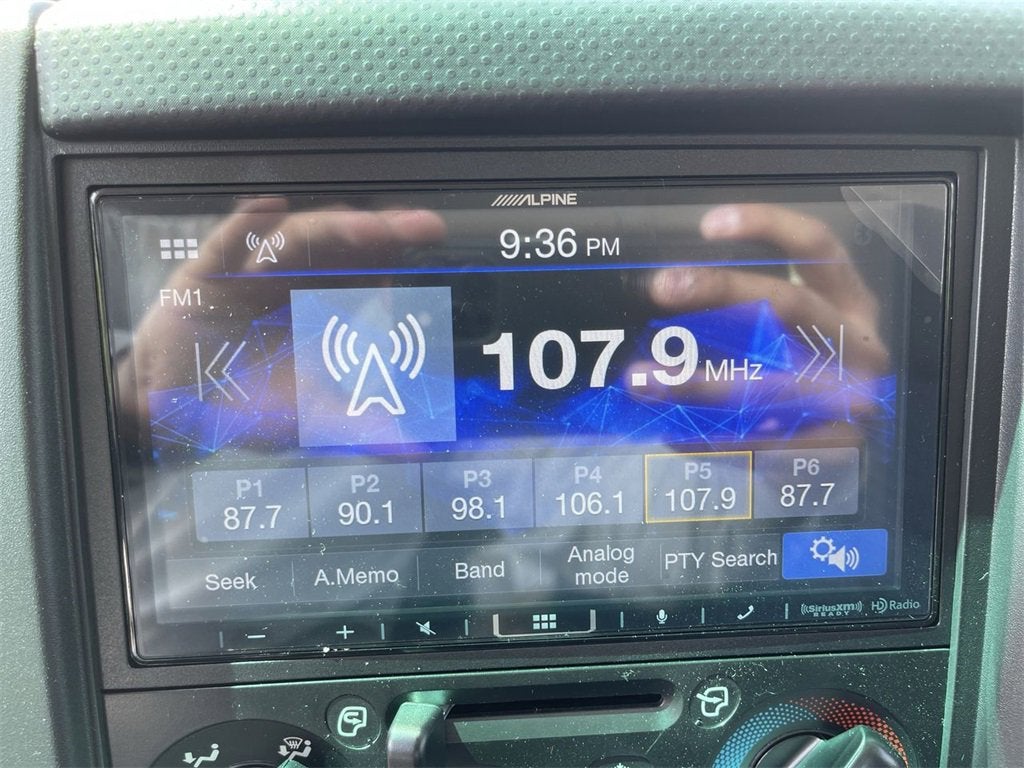 ALPINE
9:36 PM
FM1
107.9 MHz
P1 P2 P3 P4 P5 P6
87.7 90.1 98.1 106.1 107.9 87.7
Seek A.Memo Band Analog mode PTY Search
SiriusXM READY HD Radio